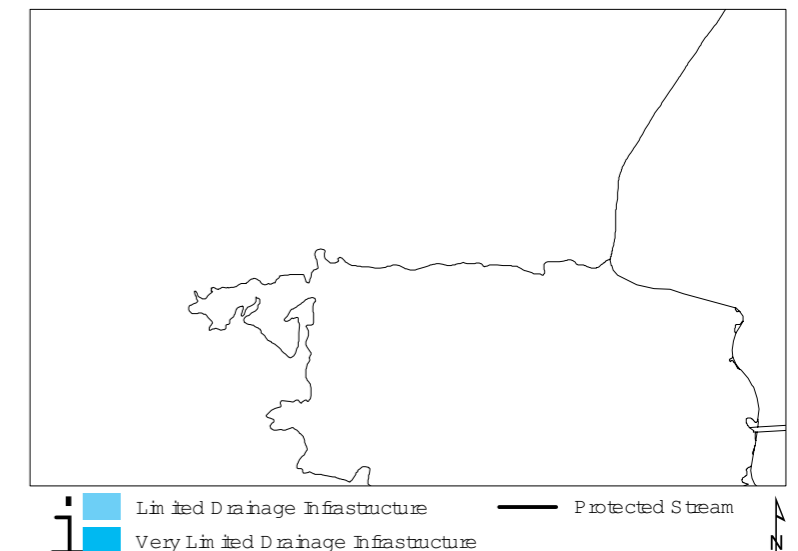 Limited Drainage Infrastructure
Protected Stream
Very Limited Drainage Infrastructure
N